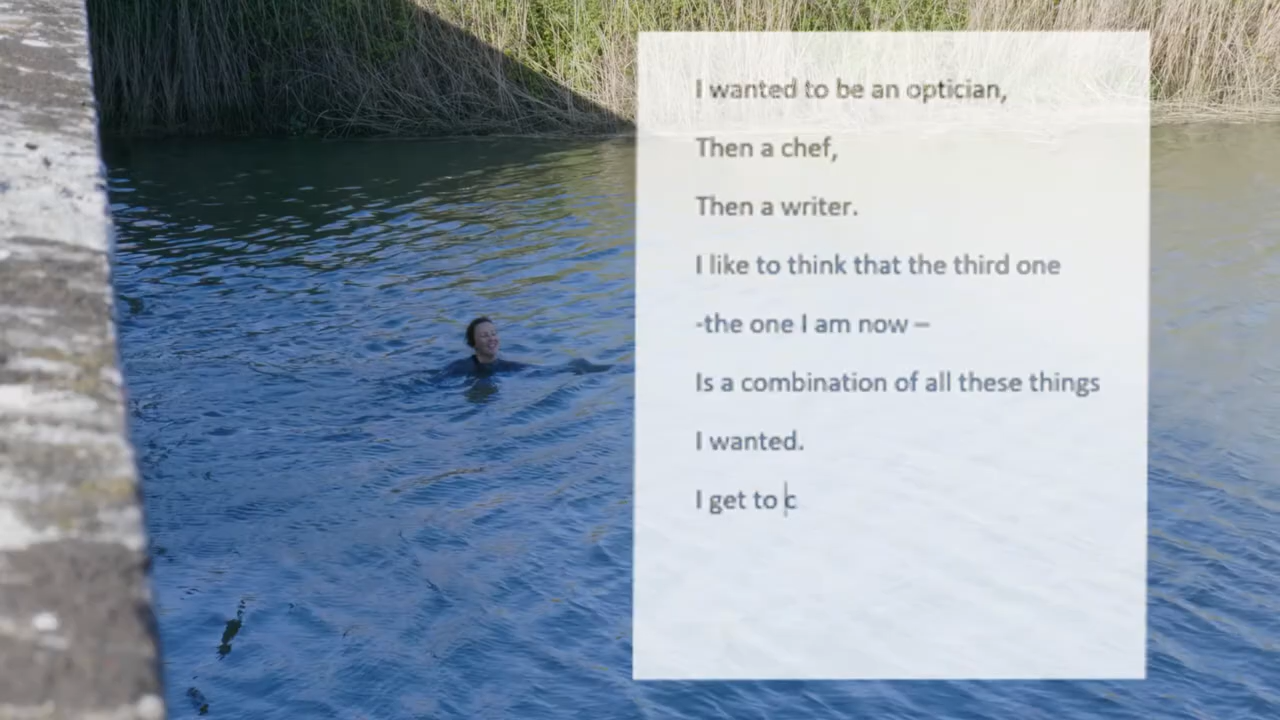 I wanted to be an optician,
Then a chef,
Then a writer.
I like to think that the third one
-the one I am now –
Is a combination of all these things
I wanted.
I get to c